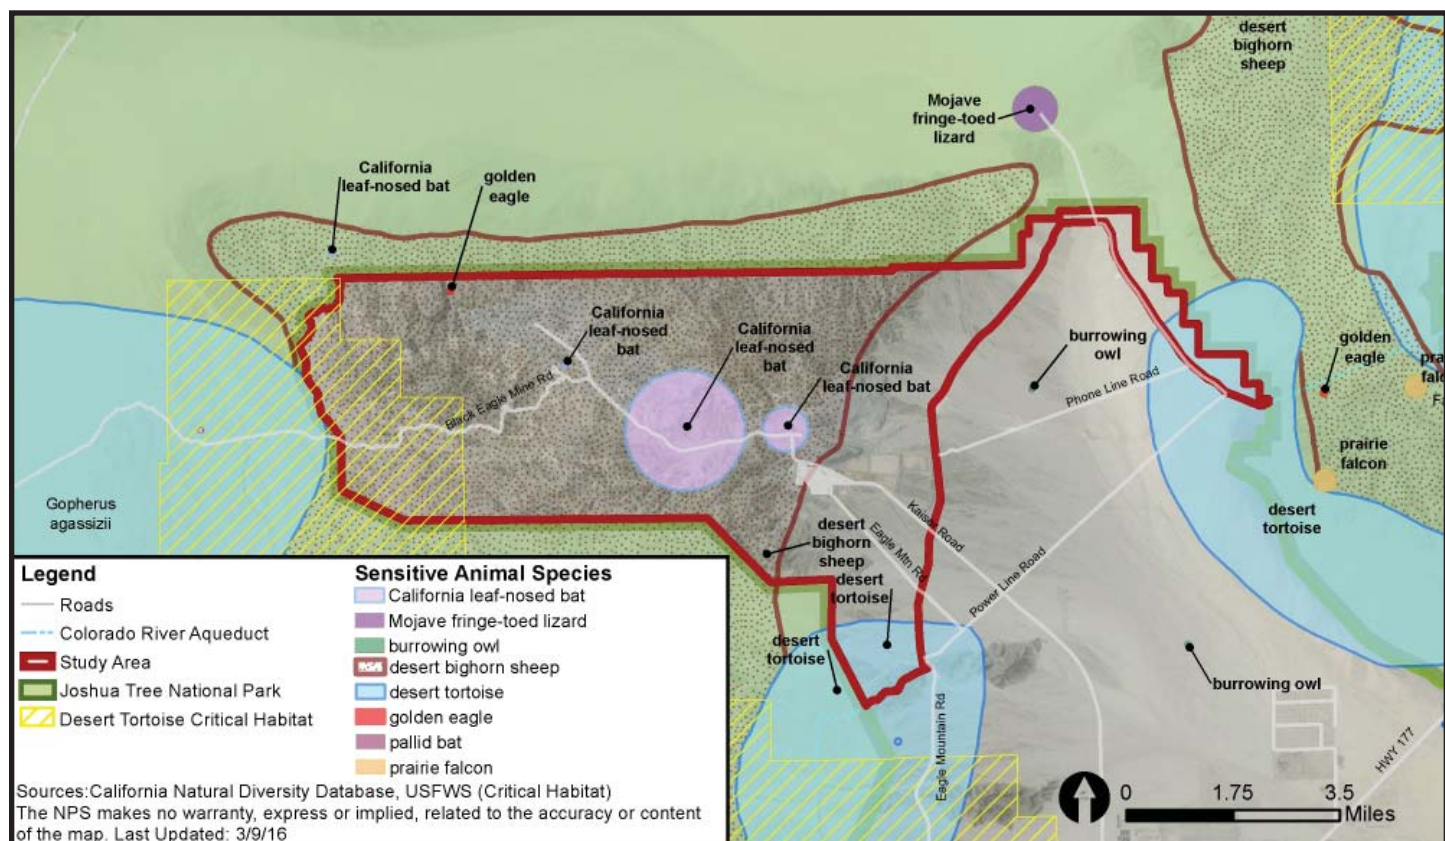 desert
bighorn
sheep
Mojave
fringe-toed
lizard
California
leaf-nosed bat
golden
eagle
California
leaf-nosed
bat
California
leaf-nosed
bat
California
leaf-nosed bat
burrowing
owl
golden
eagle
prairie
falcon
desert
tortoise
Black Eagle Mine Rd
Phone Line Road
Kaiser Road
Eagle Mtn Rd
Power Line Road
Gopherus
agassizii
desert
bighorn
sheep
desert
tortoise
desert
tortoise
burrowing owl
Eagle Mountain Rd
HWY 177
Legend
Roads
Colorado River Aqueduct
Study Area
Joshua Tree National Park
Desert Tortoise Critical Habitat
Sensitive Animal Species
California leaf-nosed bat
Mojave fringe-toed lizard
burrowing owl
desert bighorn sheep
desert tortoise
golden eagle
pallid bat
prairie falcon
Sources:California Natural Diversity Database, USFWS (Critical Habitat)
The NPS makes no warranty, express or implied, related to the accuracy or content
of the map. Last Updated: 3/9/16
0 1.75 3.5
Miles